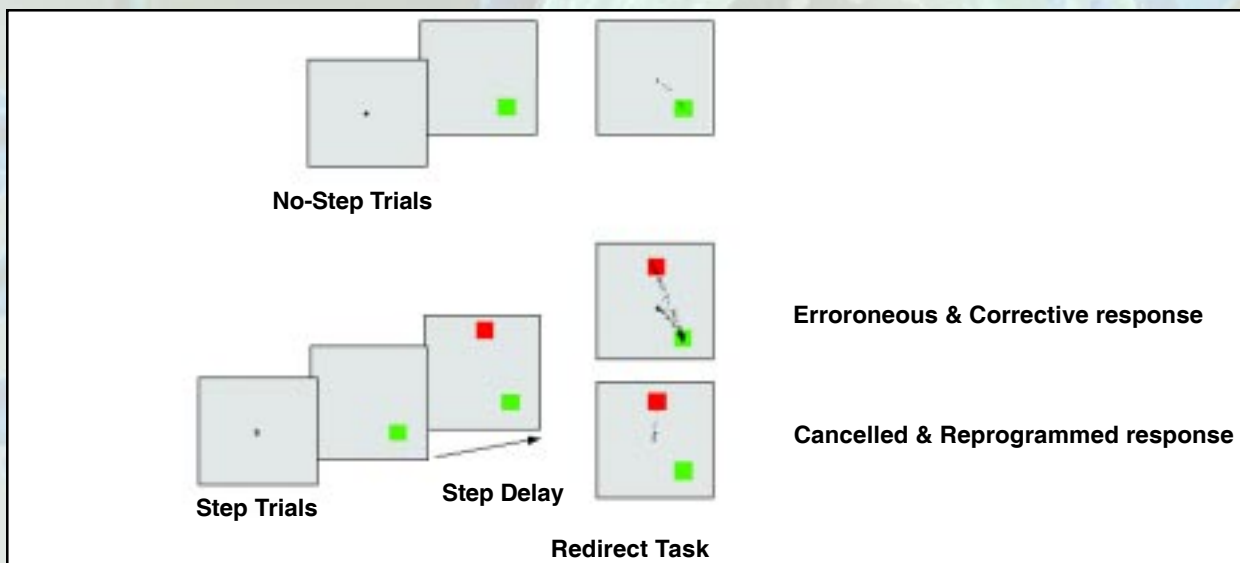 No-Step Trials
Erroroneous & Corrective response
Cancelled & Reprogrammed response
Step Delay
Step Trials
Redirect Task